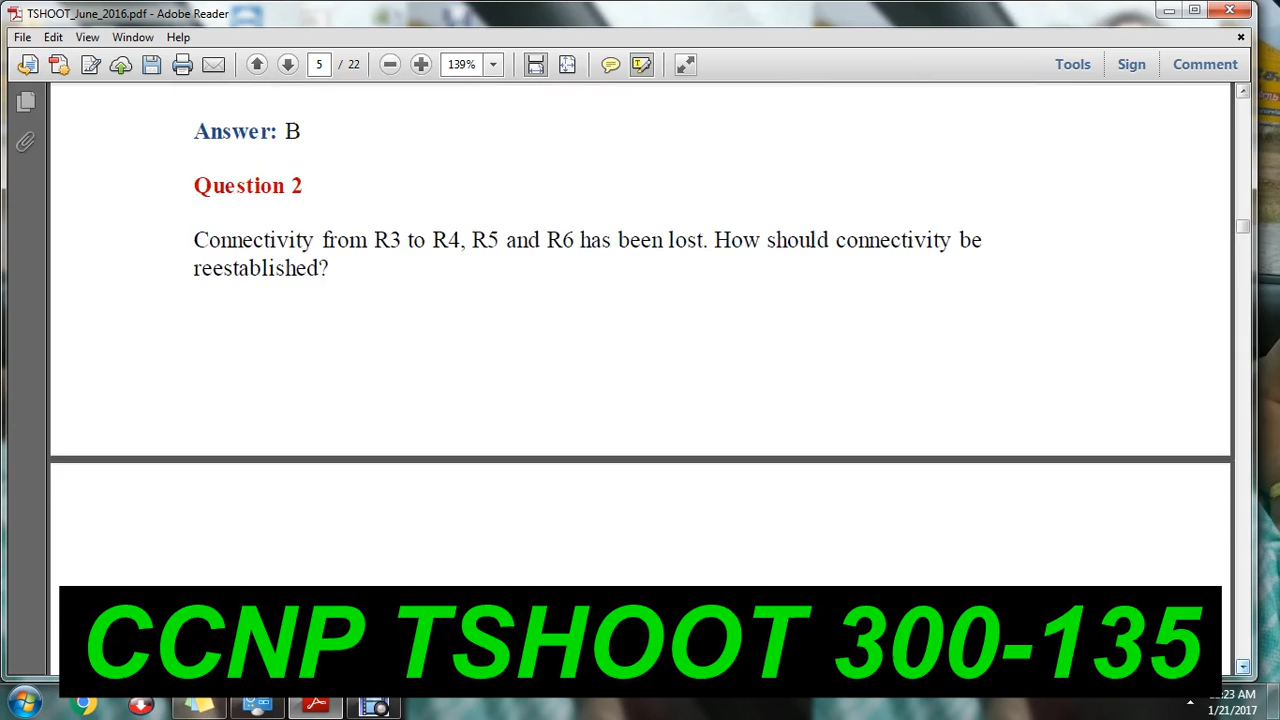 TSHOOT_June_2016.pdf - Adobe Reader
File Edit View Window Help
5 / 22 139% Tools Sign Comment
Answer: B
Question 2
Connectivity from R3 to R4, R5 and R6 has been lost. How should connectivity be
reestablished?
CCNP TSHOOT 300-135
:23 AM
1/21/2017